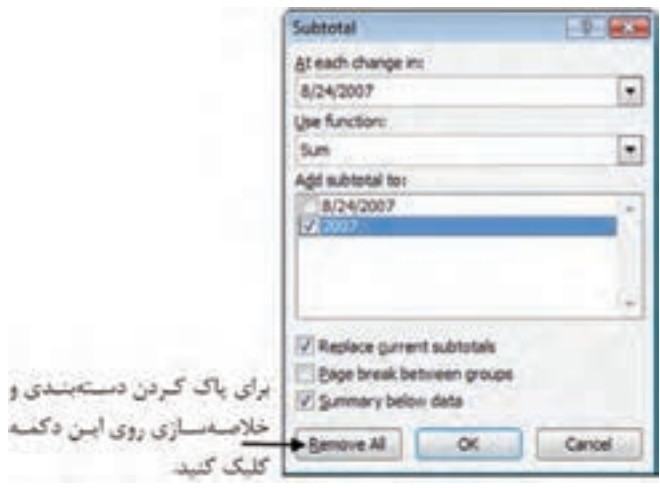 Subtotal
At each change in:
8/24/2007
Use function:
Sum
Add subtotal to:
8/24/2007
2007
Replace current subtotals
Page break between groups
Summary below data
Remove All
OK
Cancel
برای پاک کردن دسته‌بندی و
خلاصه‌سازی روی این دکمه
کلیک کنید.